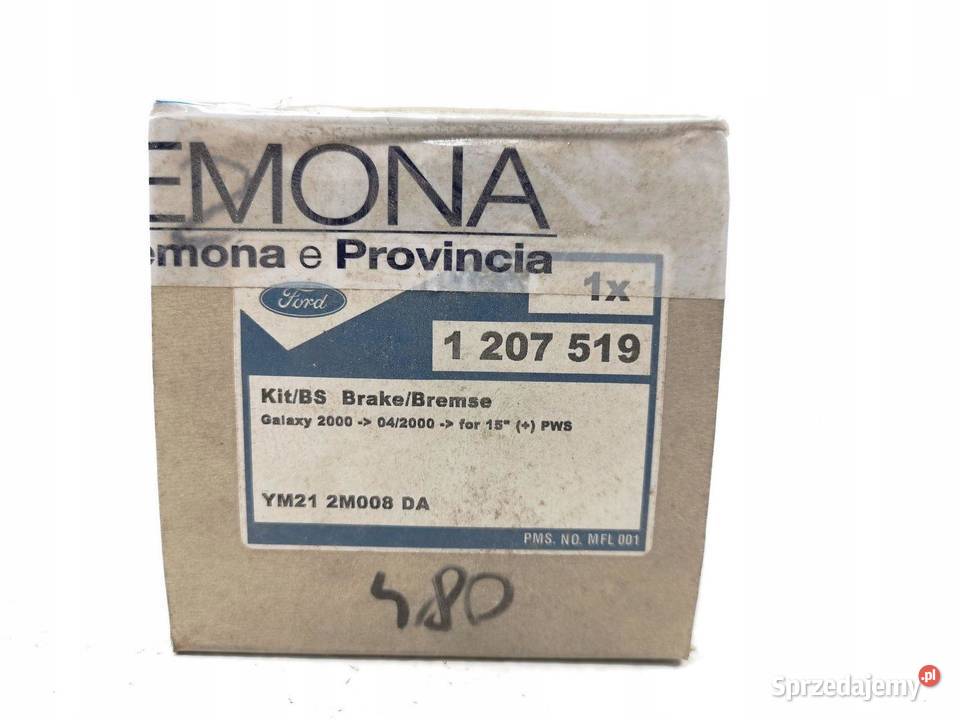 EMONA
emona e Provincia
Ford
1x
1 207 519
Kit/BS Brake/Bremse
Galaxy 2000 -> 04/2000 -> for 15" (+) PWS
YM21 2M008 DA
PMS. NO. MFL 001
480
Sprzedajemy.pl